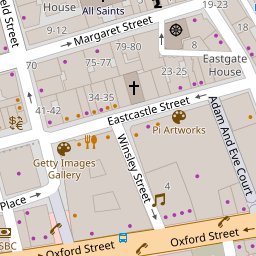 House
All Saints
19-23
9-12
Margaret Street
79-80
8
70
75-77
Eastgate
House
23-25
41-42
34-35
Eastcastle Street
Pi Artworks
Getty Images
Gallery
Winsley Street
Adam And Eve Court
4
Place
SBC
Oxford Street
Oxford Street